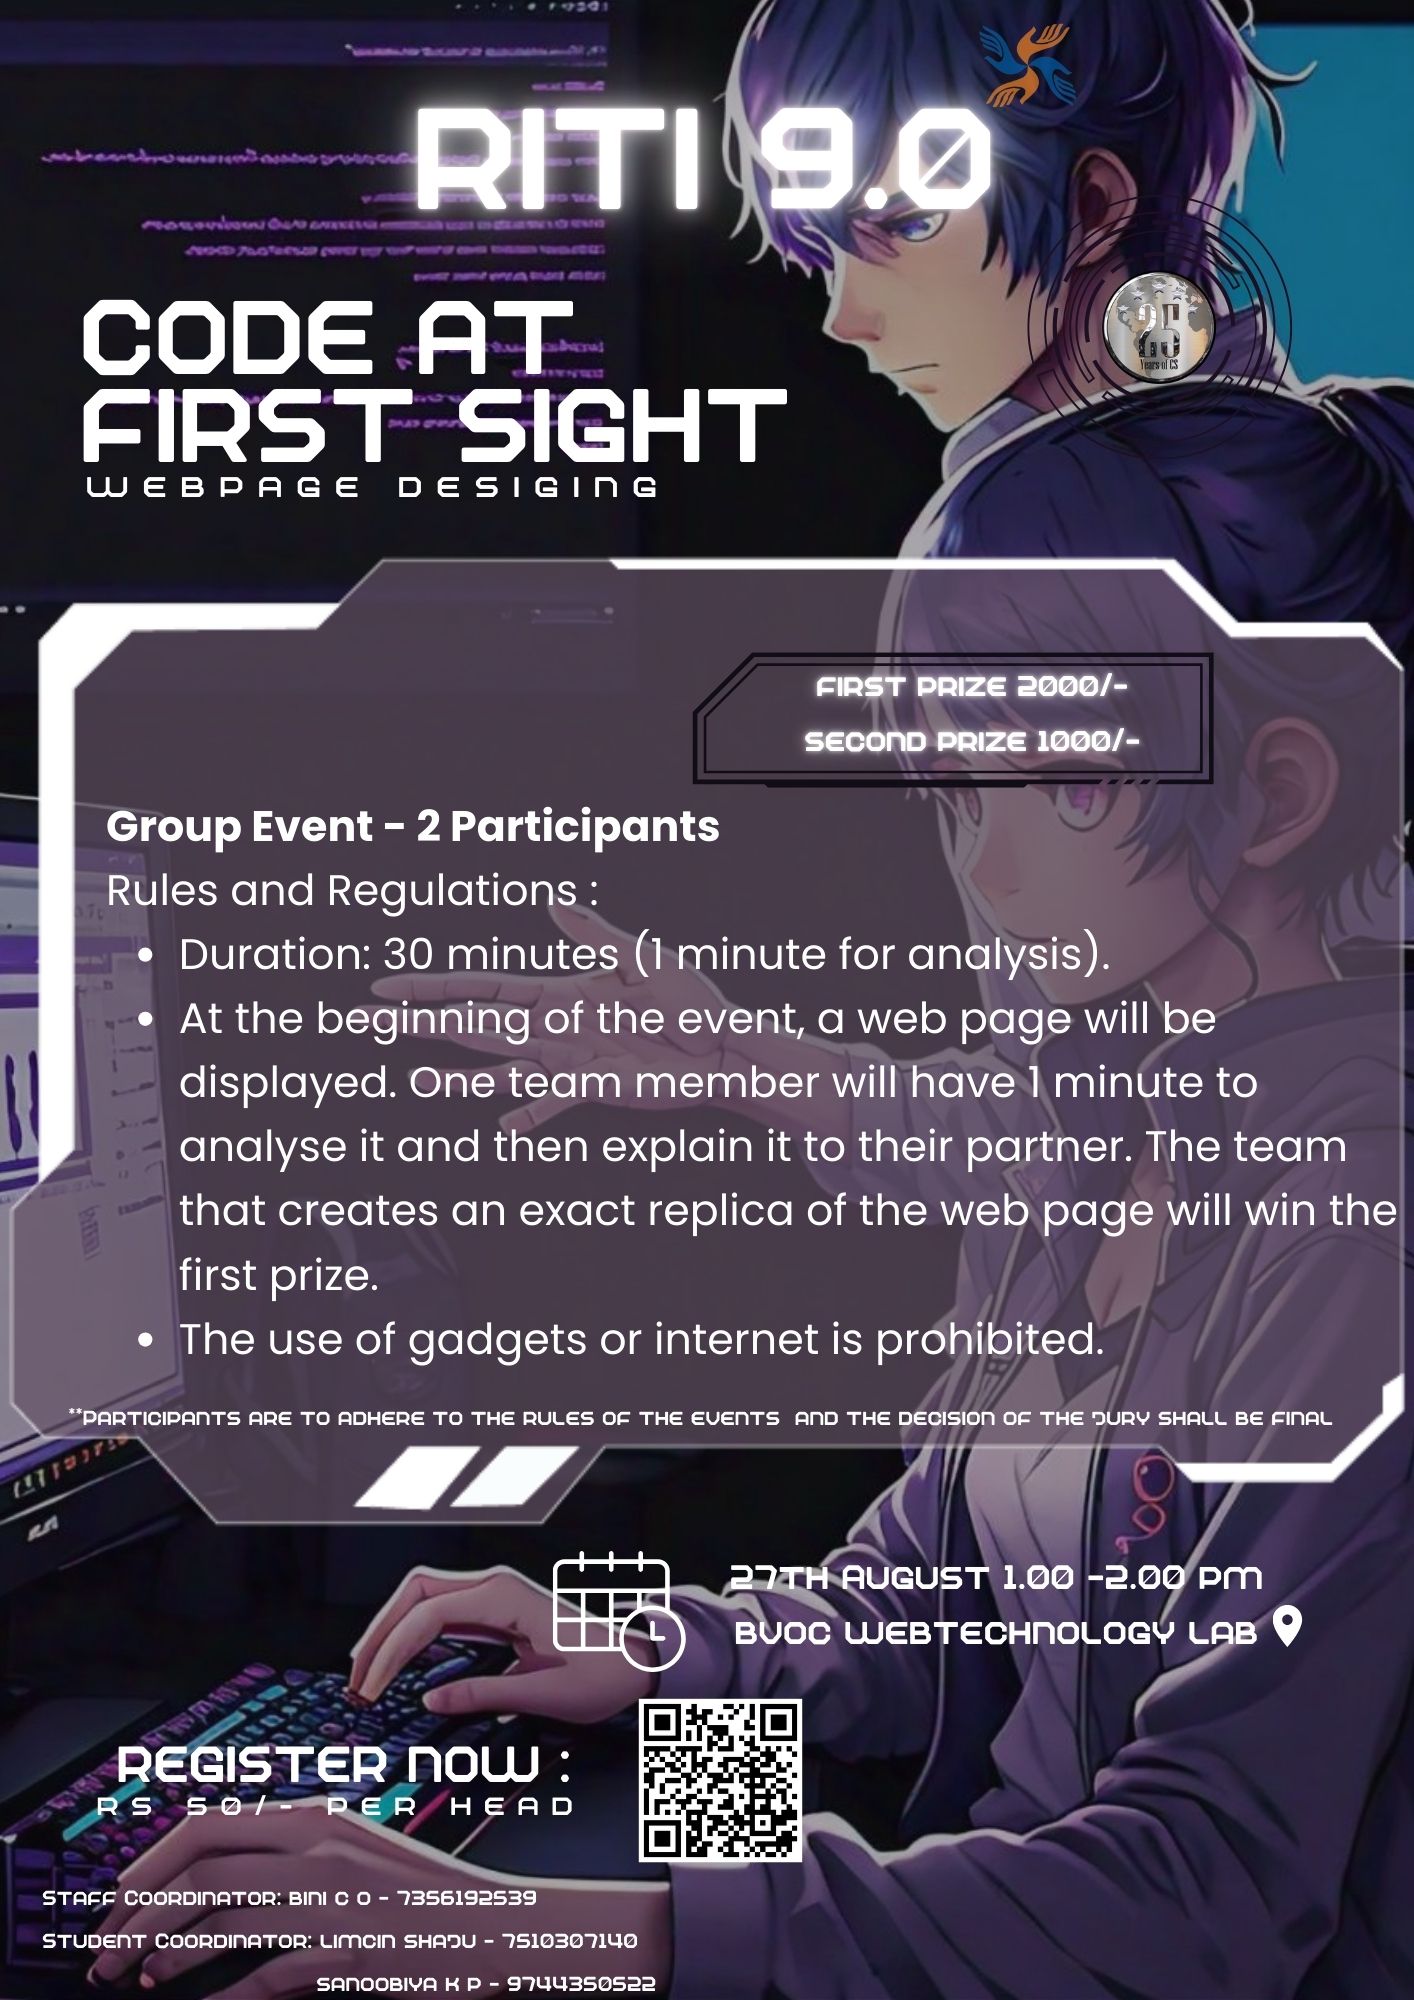 RITI 9.0
25
Years of CS
CODE AT
FIRST SIGHT
WEBPAGE DESIGING
FIRST PRIZE 2000/-
SECOND PRIZE 1000/-
Group Event - 2 Participants
Rules and Regulations :
• Duration: 30 minutes (1 minute for analysis).
• At the beginning of the event, a web page will be
displayed. One team member will have 1 minute to
analyse it and then explain it to their partner. The team
that creates an exact replica of the web page will win the
first prize.
• The use of gadgets or internet is prohibited.
**PARTICIPANTS ARE TO ADHERE TO THE RULES OF THE EVENTS AND THE DECISION OF THE JURY SHALL BE FINAL
27TH AUGUST 1.00 -2.00 PM
BVOC WEBTECHNOLOGY LAB
REGISTER NOW :
RS 50/- PER HEAD
STAFF COORDINATOR: BINI C O - 7356192539
STUDENT COORDINATOR: LIMCIN SHAJU - 7510307140
SANOOBIYA K P - 9744350522